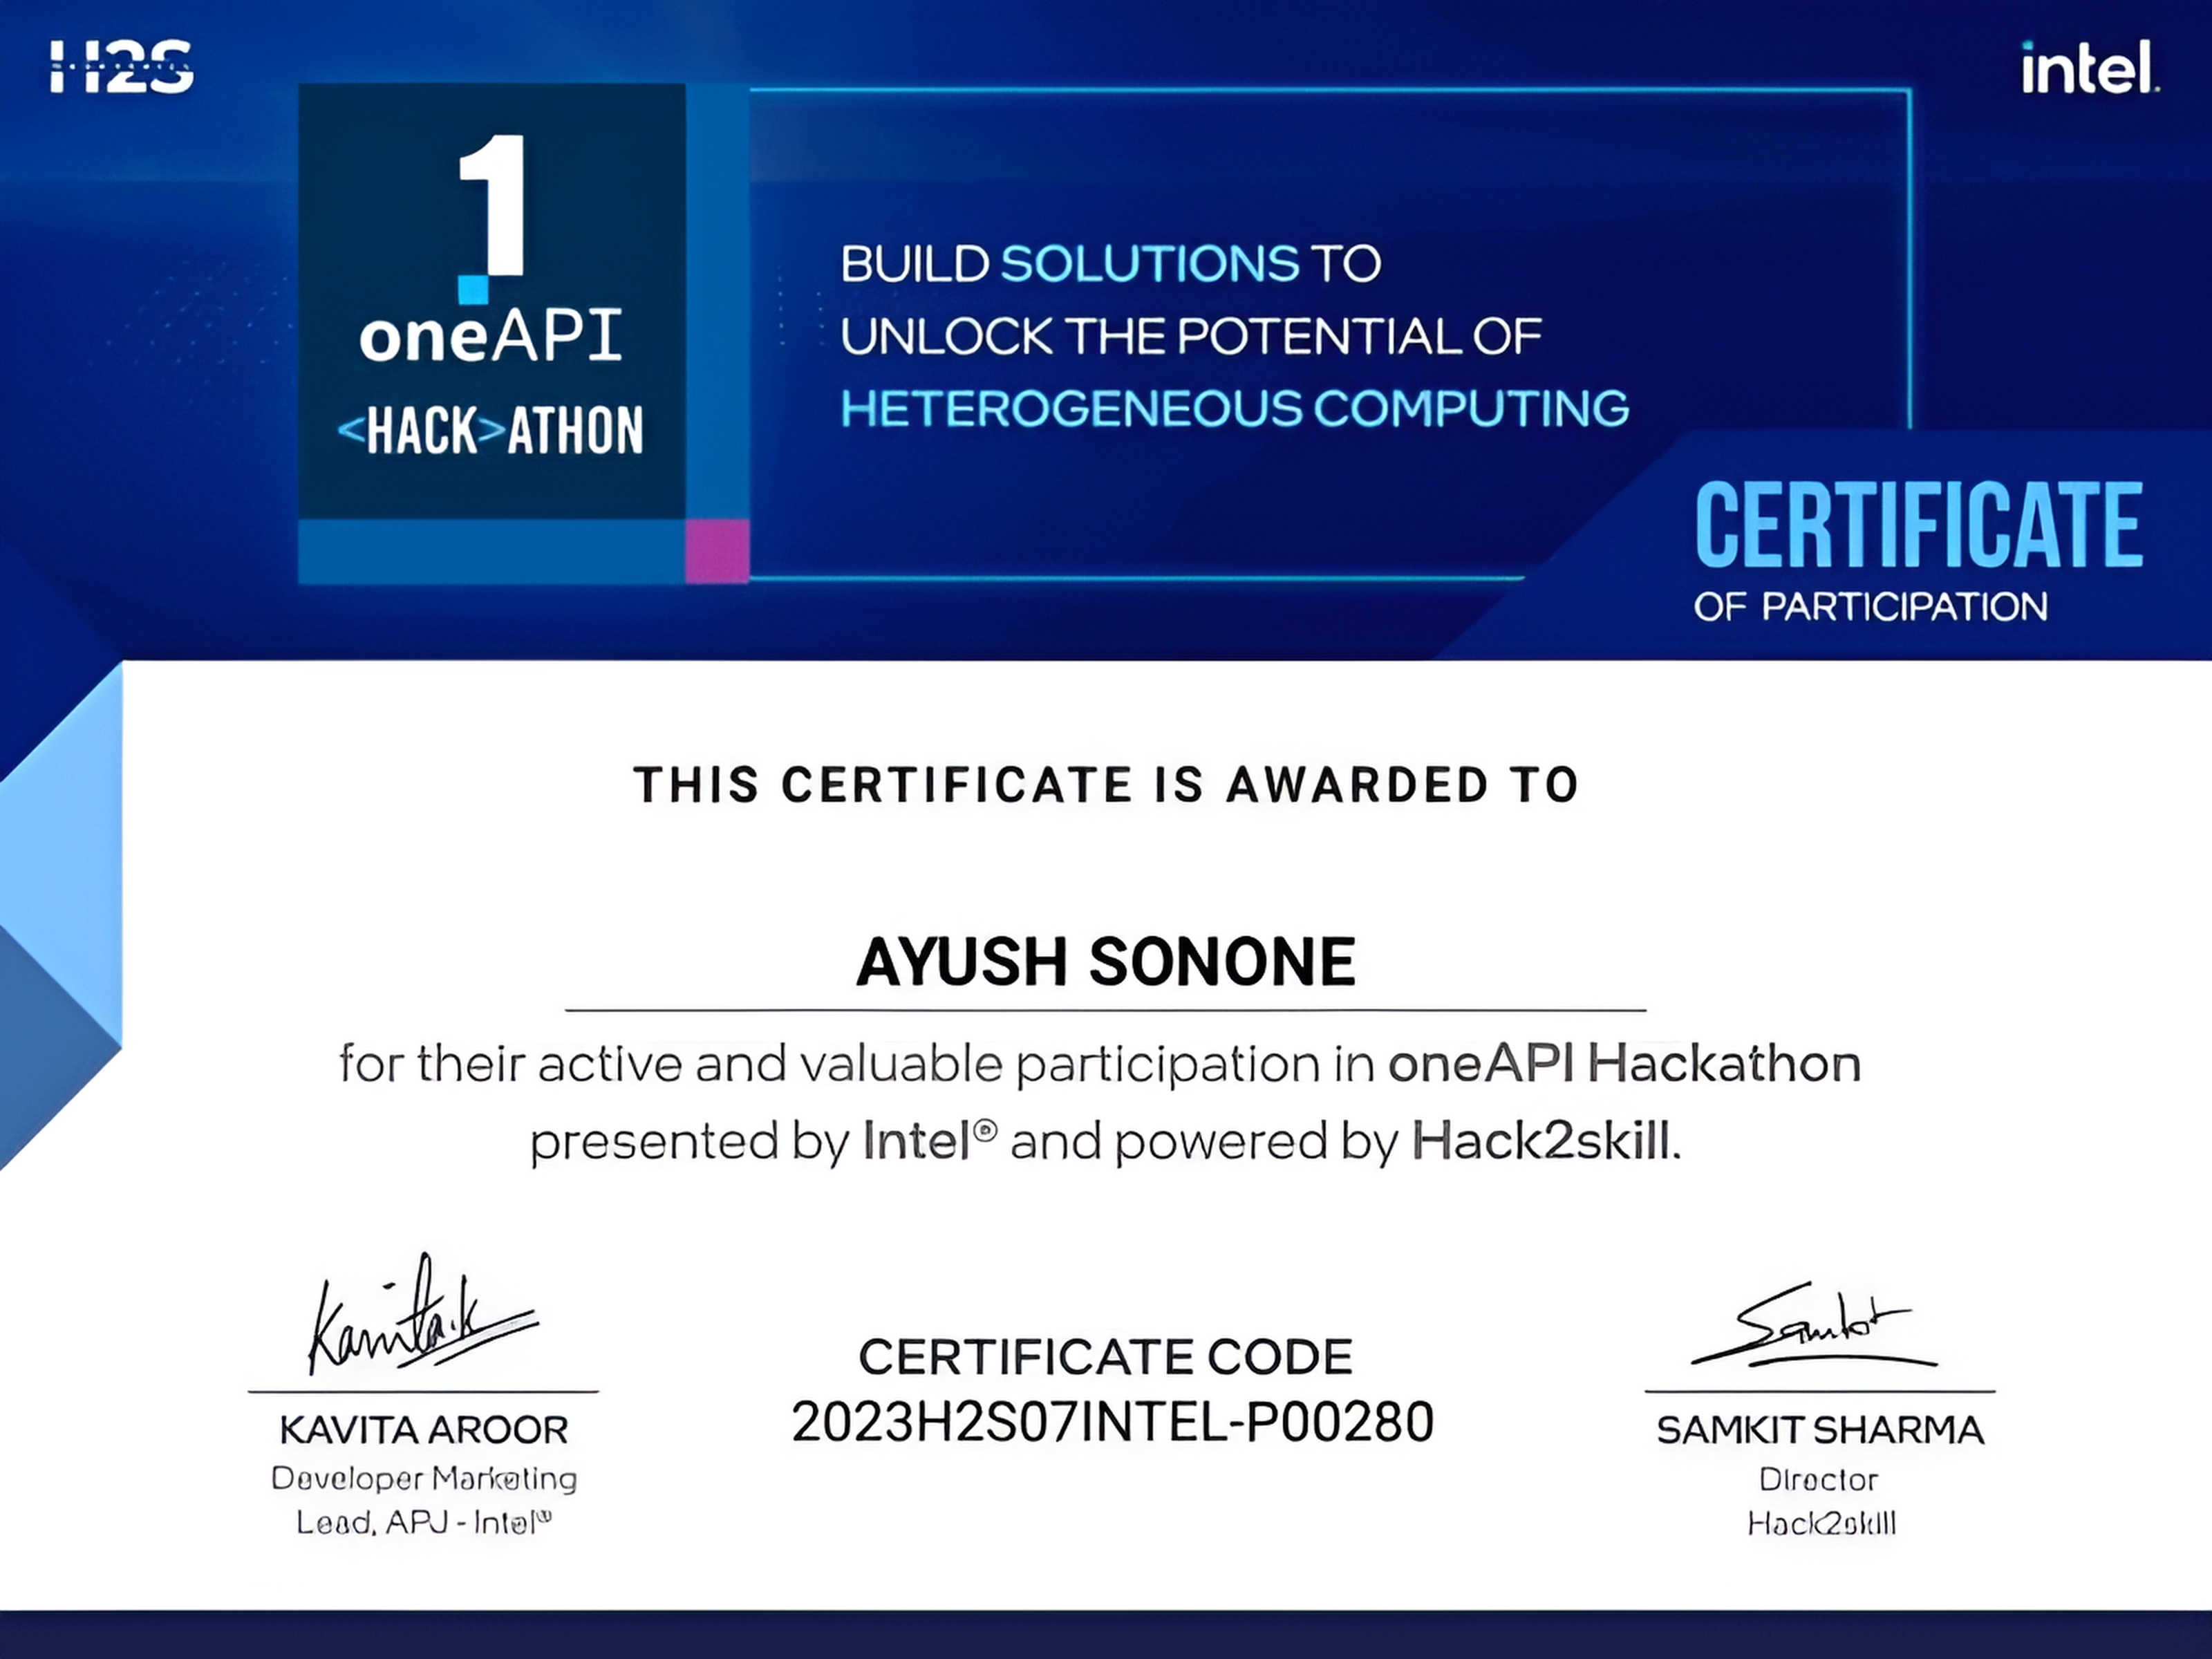 H2S
intel.
1
oneAPI
<HACK>ATHON
BUILD SOLUTIONS TO
UNLOCK THE POTENTIAL OF
HETEROGENEOUS COMPUTING
CERTIFICATE
OF PARTICIPATION
THIS CERTIFICATE IS AWARDED TO
AYUSH SONONE
for their active and valuable participation in oneAPI Hackathon
presented by Intel® and powered by Hack2skill.
Kavita.k
Samkit
CERTIFICATE CODE
2023H2S07INTEL-P00280
KAVITA AROOR
Developer Marketing
Lead, APJ - Intel®
SAMKIT SHARMA
Director
Hack2skill